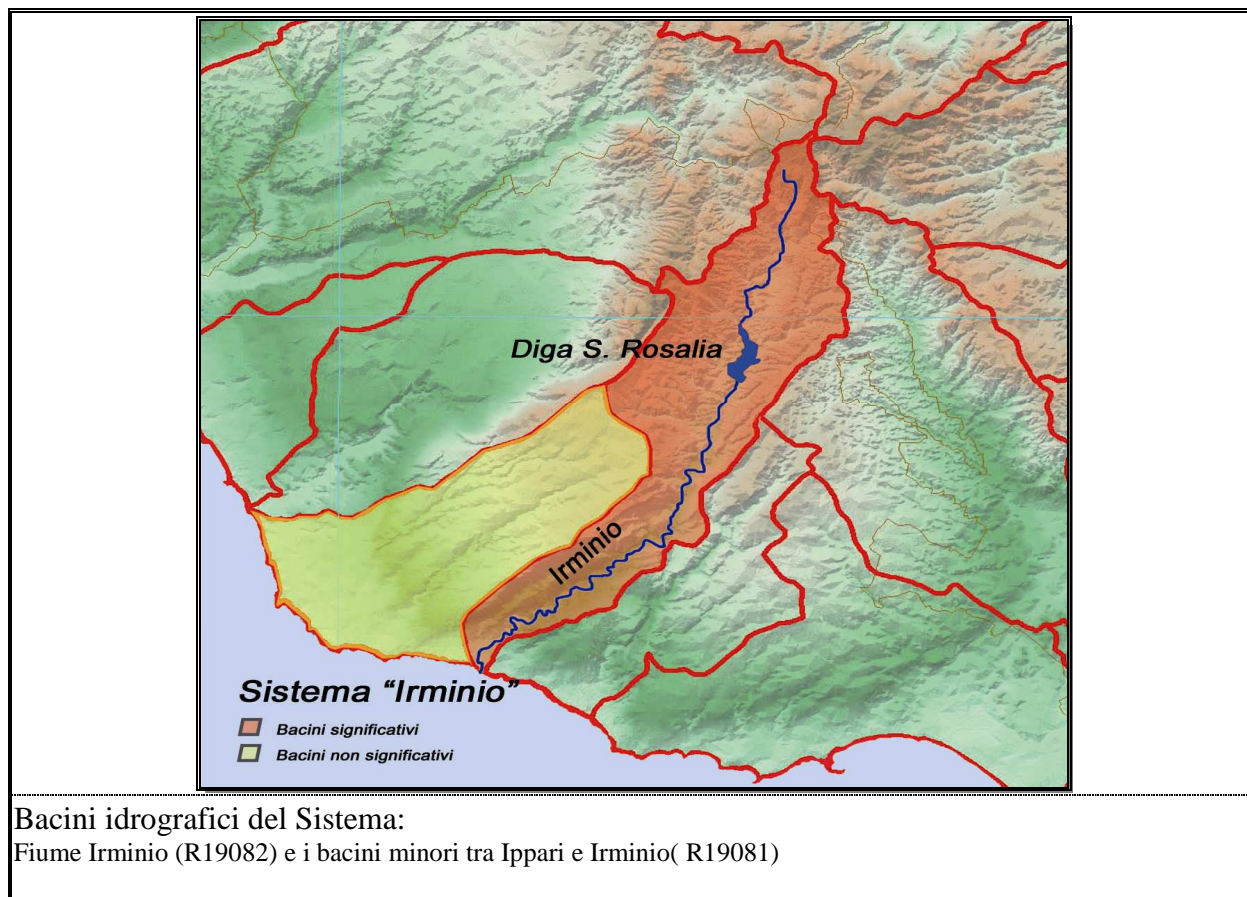 Diga S. Rosalia
Irminio
Sistema "Irminio"
Bacini significativi
Bacini non significativi
Bacini idrografici del Sistema:
Fiume Irminio (R19082) e i bacini minori tra Ippari e Irminio( R19081)